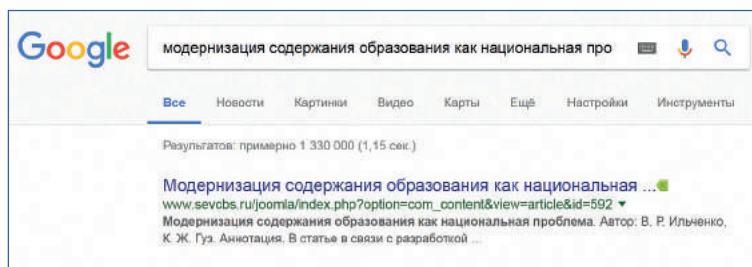 Google
модернизация содержания образования как национальная про
Все Новости Картинки Видео Карты Ещё Настройки Инструменты
Результатов: примерно 1 330 000 (1,15 сек.)
Модернизация содержания образования как национальная ...
www.sevcbs.ru/joomla/index.php?option=com_content&view=article&id=592
Модернизация содержания образования как национальная проблема. Автор: В. Р. Ильченко,
К. Ж. Гуз. Аннотация. В статье в связи с разработкой ...